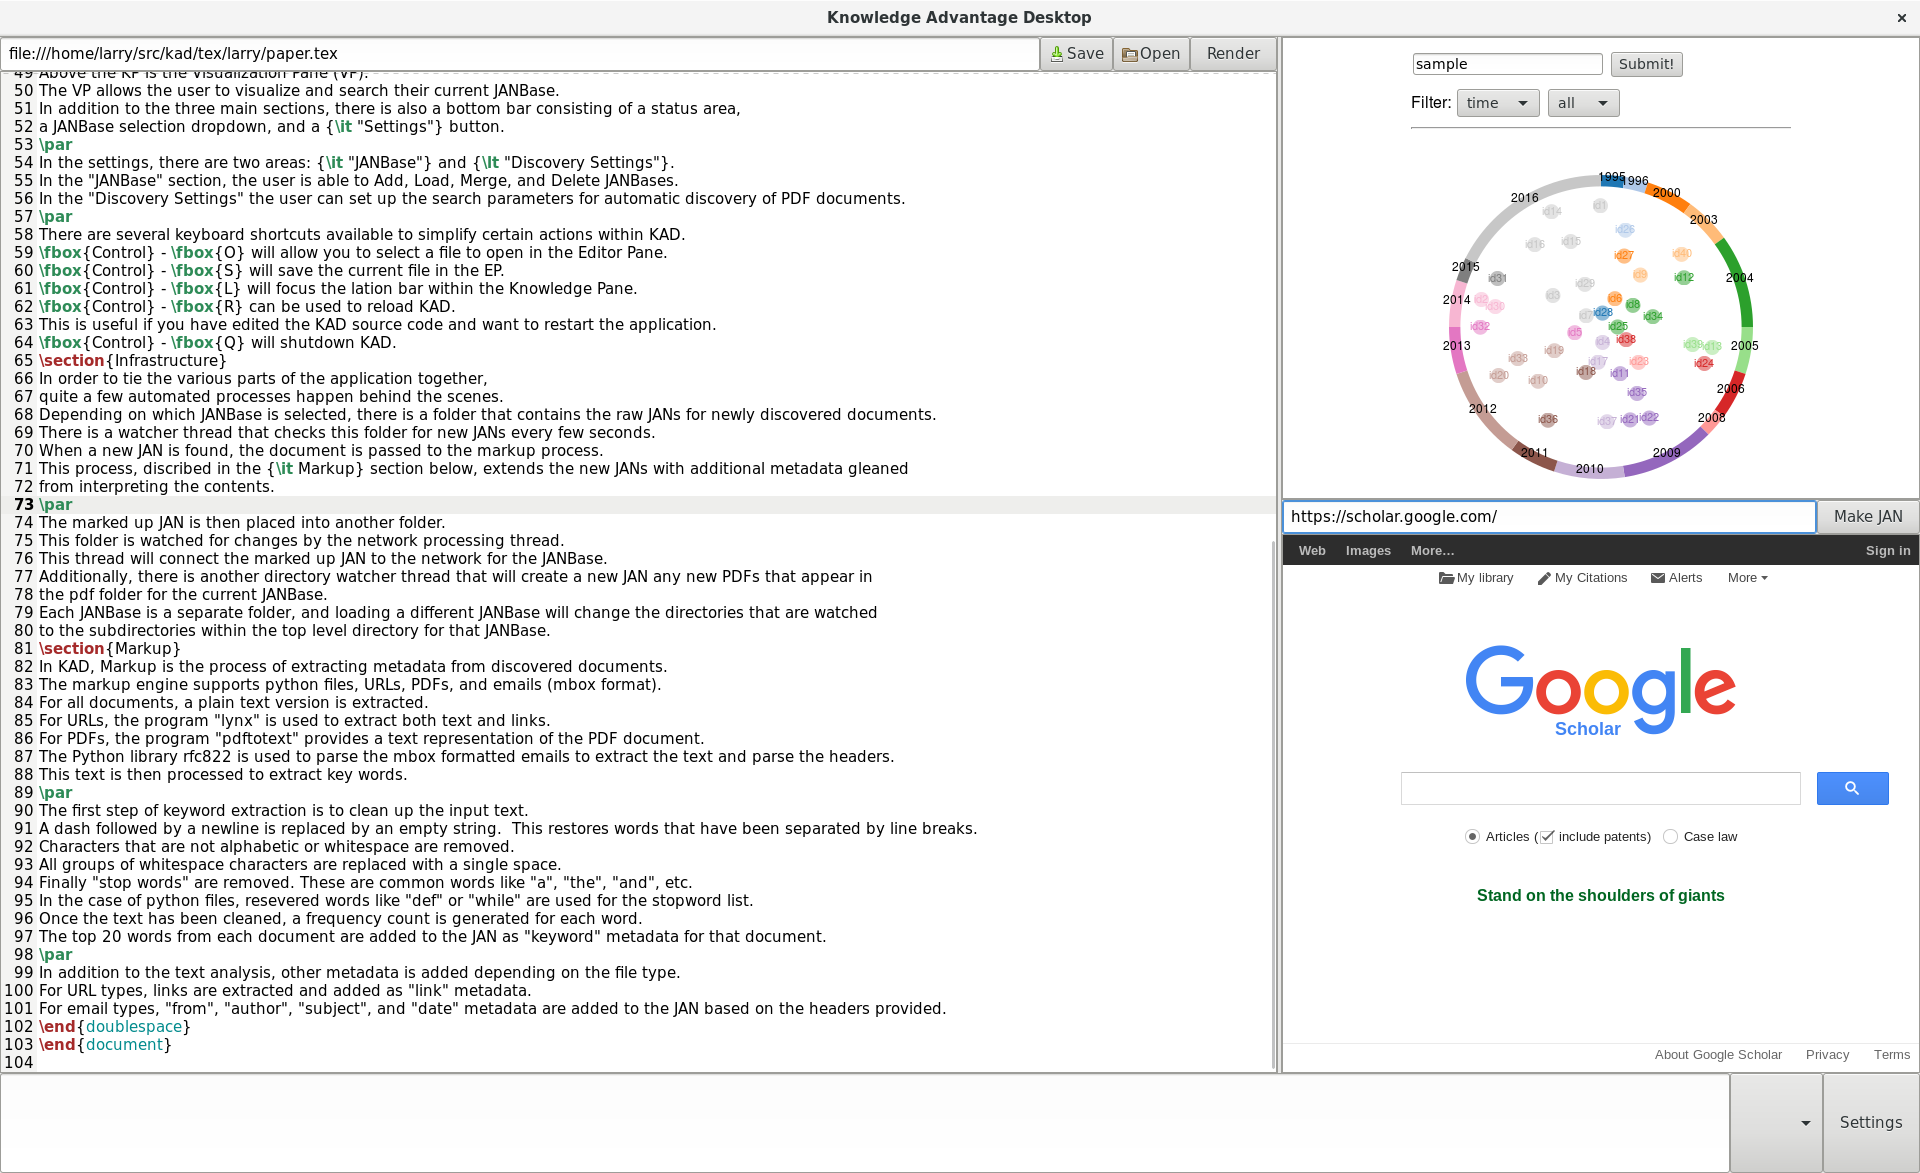 Knowledge Advantage Desktop
file:///home/larry/src/kad/tex/larry/paper.tex
Save
Open
Render
49 Above the KP is the Visualization Pane (VP).
50 The VP allows the user to visualize and search their current JANBase.
51 In addition to the three main sections, there is also a bottom bar consisting of a status area,
52 a JANBase selection dropdown, and a {\it "Settings"} button.
53 \par
54 In the settings, there are two areas: {\it "JANBase"} and {\lt "Discovery Settings"}.
55 In the "JANBase" section, the user is able to Add, Load, Merge, and Delete JANBases.
56 In the "Discovery Settings" the user can set up the search parameters for automatic discovery of PDF documents.
57 \par
58 There are several keyboard shortcuts available to simplify certain actions within KAD.
59 \fbox{Control} - \fbox{O} will allow you to select a file to open in the Editor Pane.
60 \fbox{Control} - \fbox{S} will save the current file in the EP.
61 \fbox{Control} - \fbox{L} will focus the lation bar within the Knowledge Pane.
62 \fbox{Control} - \fbox{R} can be used to reload KAD.
63 This is useful if you have edited the KAD source code and want to restart the application.
64 \fbox{Control} - \fbox{Q} will shutdown KAD.
65 \section{Infrastructure}
66 In order to tie the various parts of the application together,
67 quite a few automated processes happen behind the scenes.
68 Depending on which JANBase is selected, there is a folder that contains the raw JANs for newly discovered documents.
69 There is a watcher thread that checks this folder for new JANs every few seconds.
70 When a new JAN is found, the document is passed to the markup process.
71 This process, discribed in the {\it Markup} section below, extends the new JANs with additional metadata gleaned
72 from interpreting the contents.
73 \par
74 The marked up JAN is then placed into another folder.
75 This folder is watched for changes by the network processing thread.
76 This thread will connect the marked up JAN to the network for the JANBase.
77 Additionally, there is another directory watcher thread that will create a new JAN any new PDFs that appear in
78 the pdf folder for the current JANBase.
79 Each JANBase is a separate folder, and loading a different JANBase will change the directories that are watched
80 to the subdirectories within the top level directory for that JANBase.
81 \section{Markup}
82 In KAD, Markup is the process of extracting metadata from discovered documents.
83 The markup engine supports python files, URLs, PDFs, and emails (mbox format).
84 For all documents, a plain text version is extracted.
85 For URLs, the program "lynx" is used to extract both text and links.
86 For PDFs, the program "pdftotext" provides a text representation of the PDF document.
87 The Python library rfc822 is used to parse the mbox formatted emails to extract the text and parse the headers.
88 This text is then processed to extract key words.
89 \par
90 The first step of keyword extraction is to clean up the input text.
91 A dash followed by a newline is replaced by an empty string.  This restores words that have been separated by line breaks.
92 Characters that are not alphabetic or whitespace are removed.
93 All groups of whitespace characters are replaced with a single space.
94 Finally "stop words" are removed. These are common words like "a", "the", "and", etc.
95 In the case of python files, resevered words like "def" or "while" are used for the stopword list.
96 Once the text has been cleaned, a frequency count is generated for each word.
97 The top 20 words from each document are added to the JAN as "keyword" metadata for that document.
98 \par
99 In addition to the text analysis, other metadata is added depending on the file type.
100 For URL types, links are extracted and added as "link" metadata.
101 For email types, "from", "author", "subject", and "date" metadata are added to the JAN based on the headers provided.
102 \end{doublespace}
103 \end{document}
104
sample
Submit!
Filter: time all
1995
1996
2000
2003
2004
2005
2006
2008
2009
2010
2011
2012
2013
2014
2015
2016
id14
id1
id26
id16
id15
id27
id40
id31
id29
id9
id12
id2
id30
id3
id6
id8
id7
id28
id34
id32
id5
id25
id4
id38
id39
id13
id33
id19
id17
id23
id24
id20
id10
id18
id11
id35
id36
id37
id21
id22
https://scholar.google.com/
Make JAN
Web Images More… Sign in
My library My Citations Alerts More
Google
Scholar
Articles (include patents) Case law
Stand on the shoulders of giants
About Google Scholar Privacy Terms
Settings